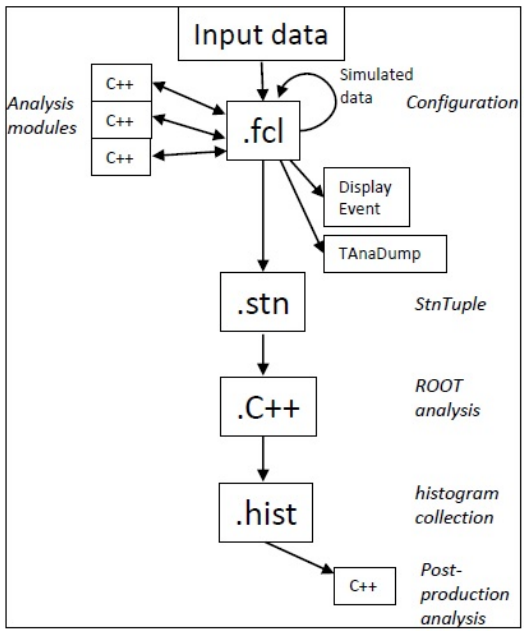 Input data
Simulated
data
Configuration
Analysis
modules
C++
C++
C++
.fcl
Display
Event
TAnaDump
.stn
StnTuple
.C++
ROOT
analysis
.hist
histogram
collection
C++
Post-
production
analysis